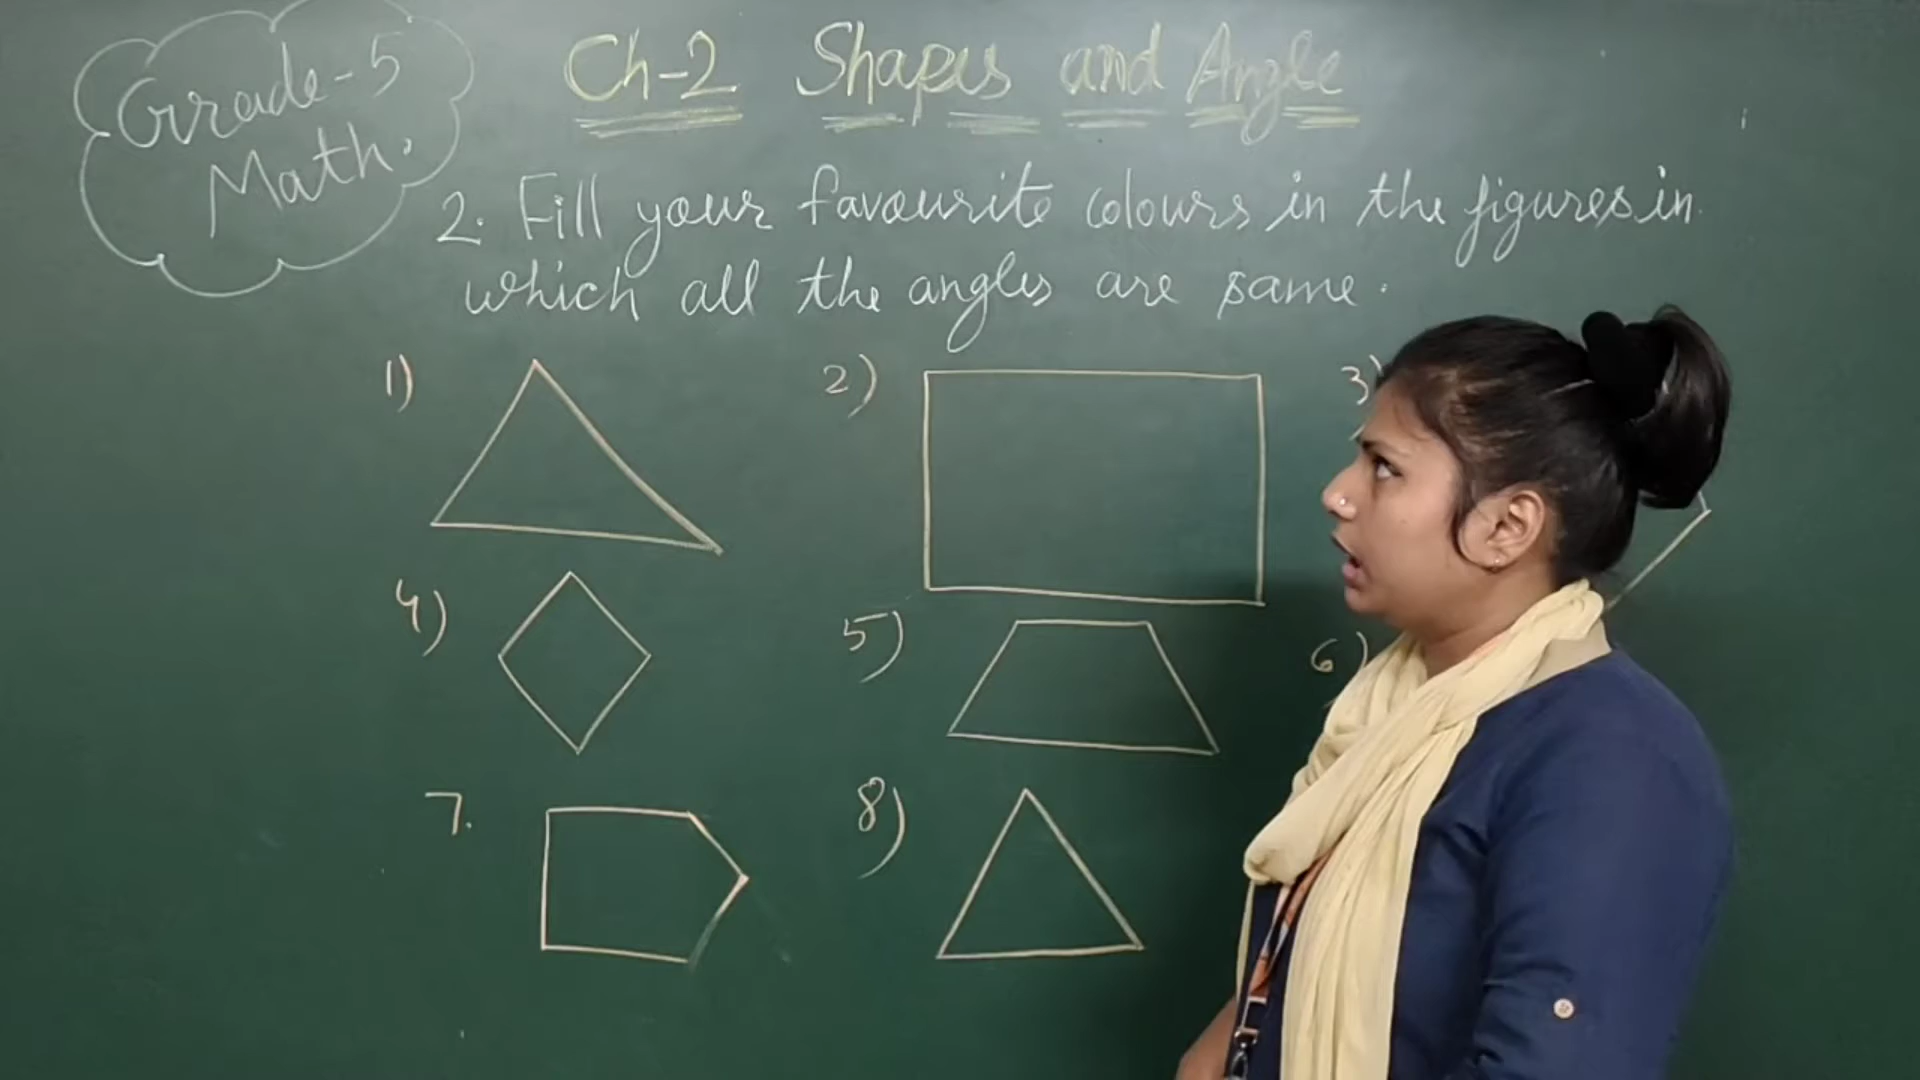 Grade-5
Math.
Ch-2 Shapes and Angle
2. Fill your favourite colours in the figures in
which all the angles are same.
1)
2)
3)
4)
5)
6)
7.
8)